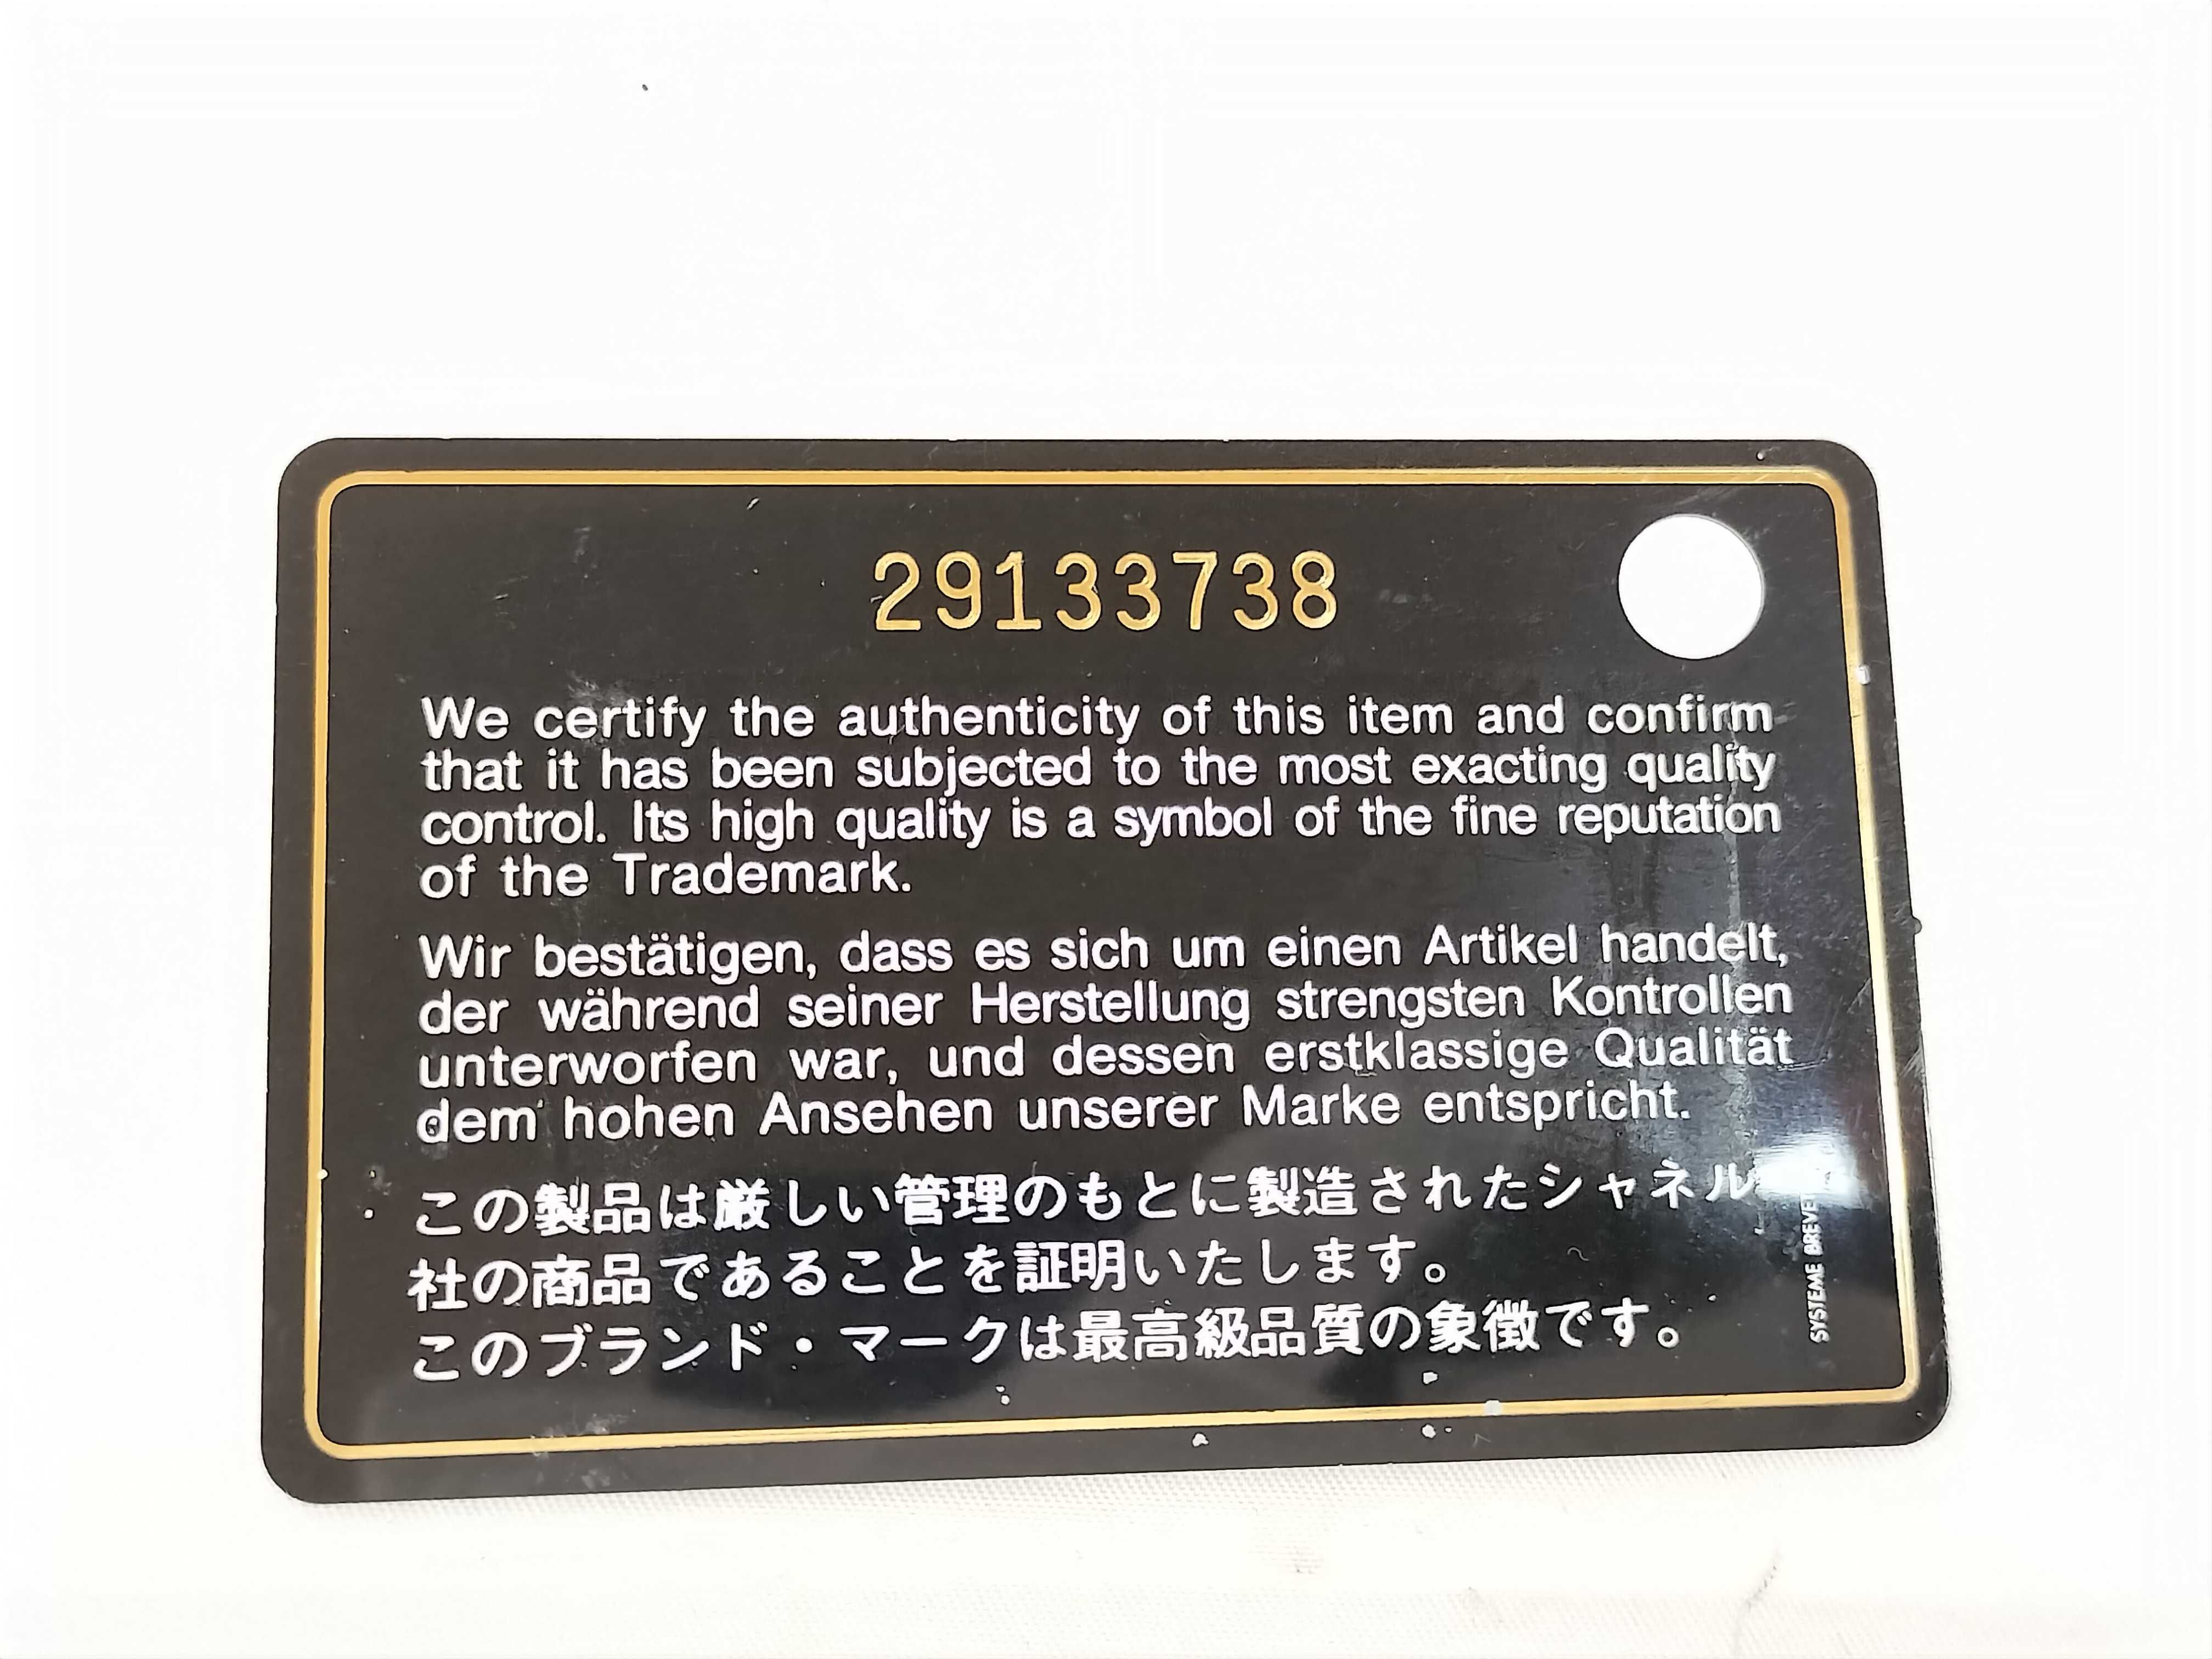 29133738
We certify the authenticity of this item and confirm
that it has been subjected to the most exacting quality
control. Its high quality is a symbol of the fine reputation
of the Trademark.
Wir bestätigen, dass es sich um einen Artikel handelt,
der während seiner Herstellung strengsten Kontrollen
unterworfen war, und dessen erstklassige Qualität
dem hohen Ansehen unserer Marke entspricht.
この製品は厳しい管理のもとに製造されたシャネル
社の商品であることを証明いたします。
このブランド・マークは最高級品質の象徴です。
SYSTEME